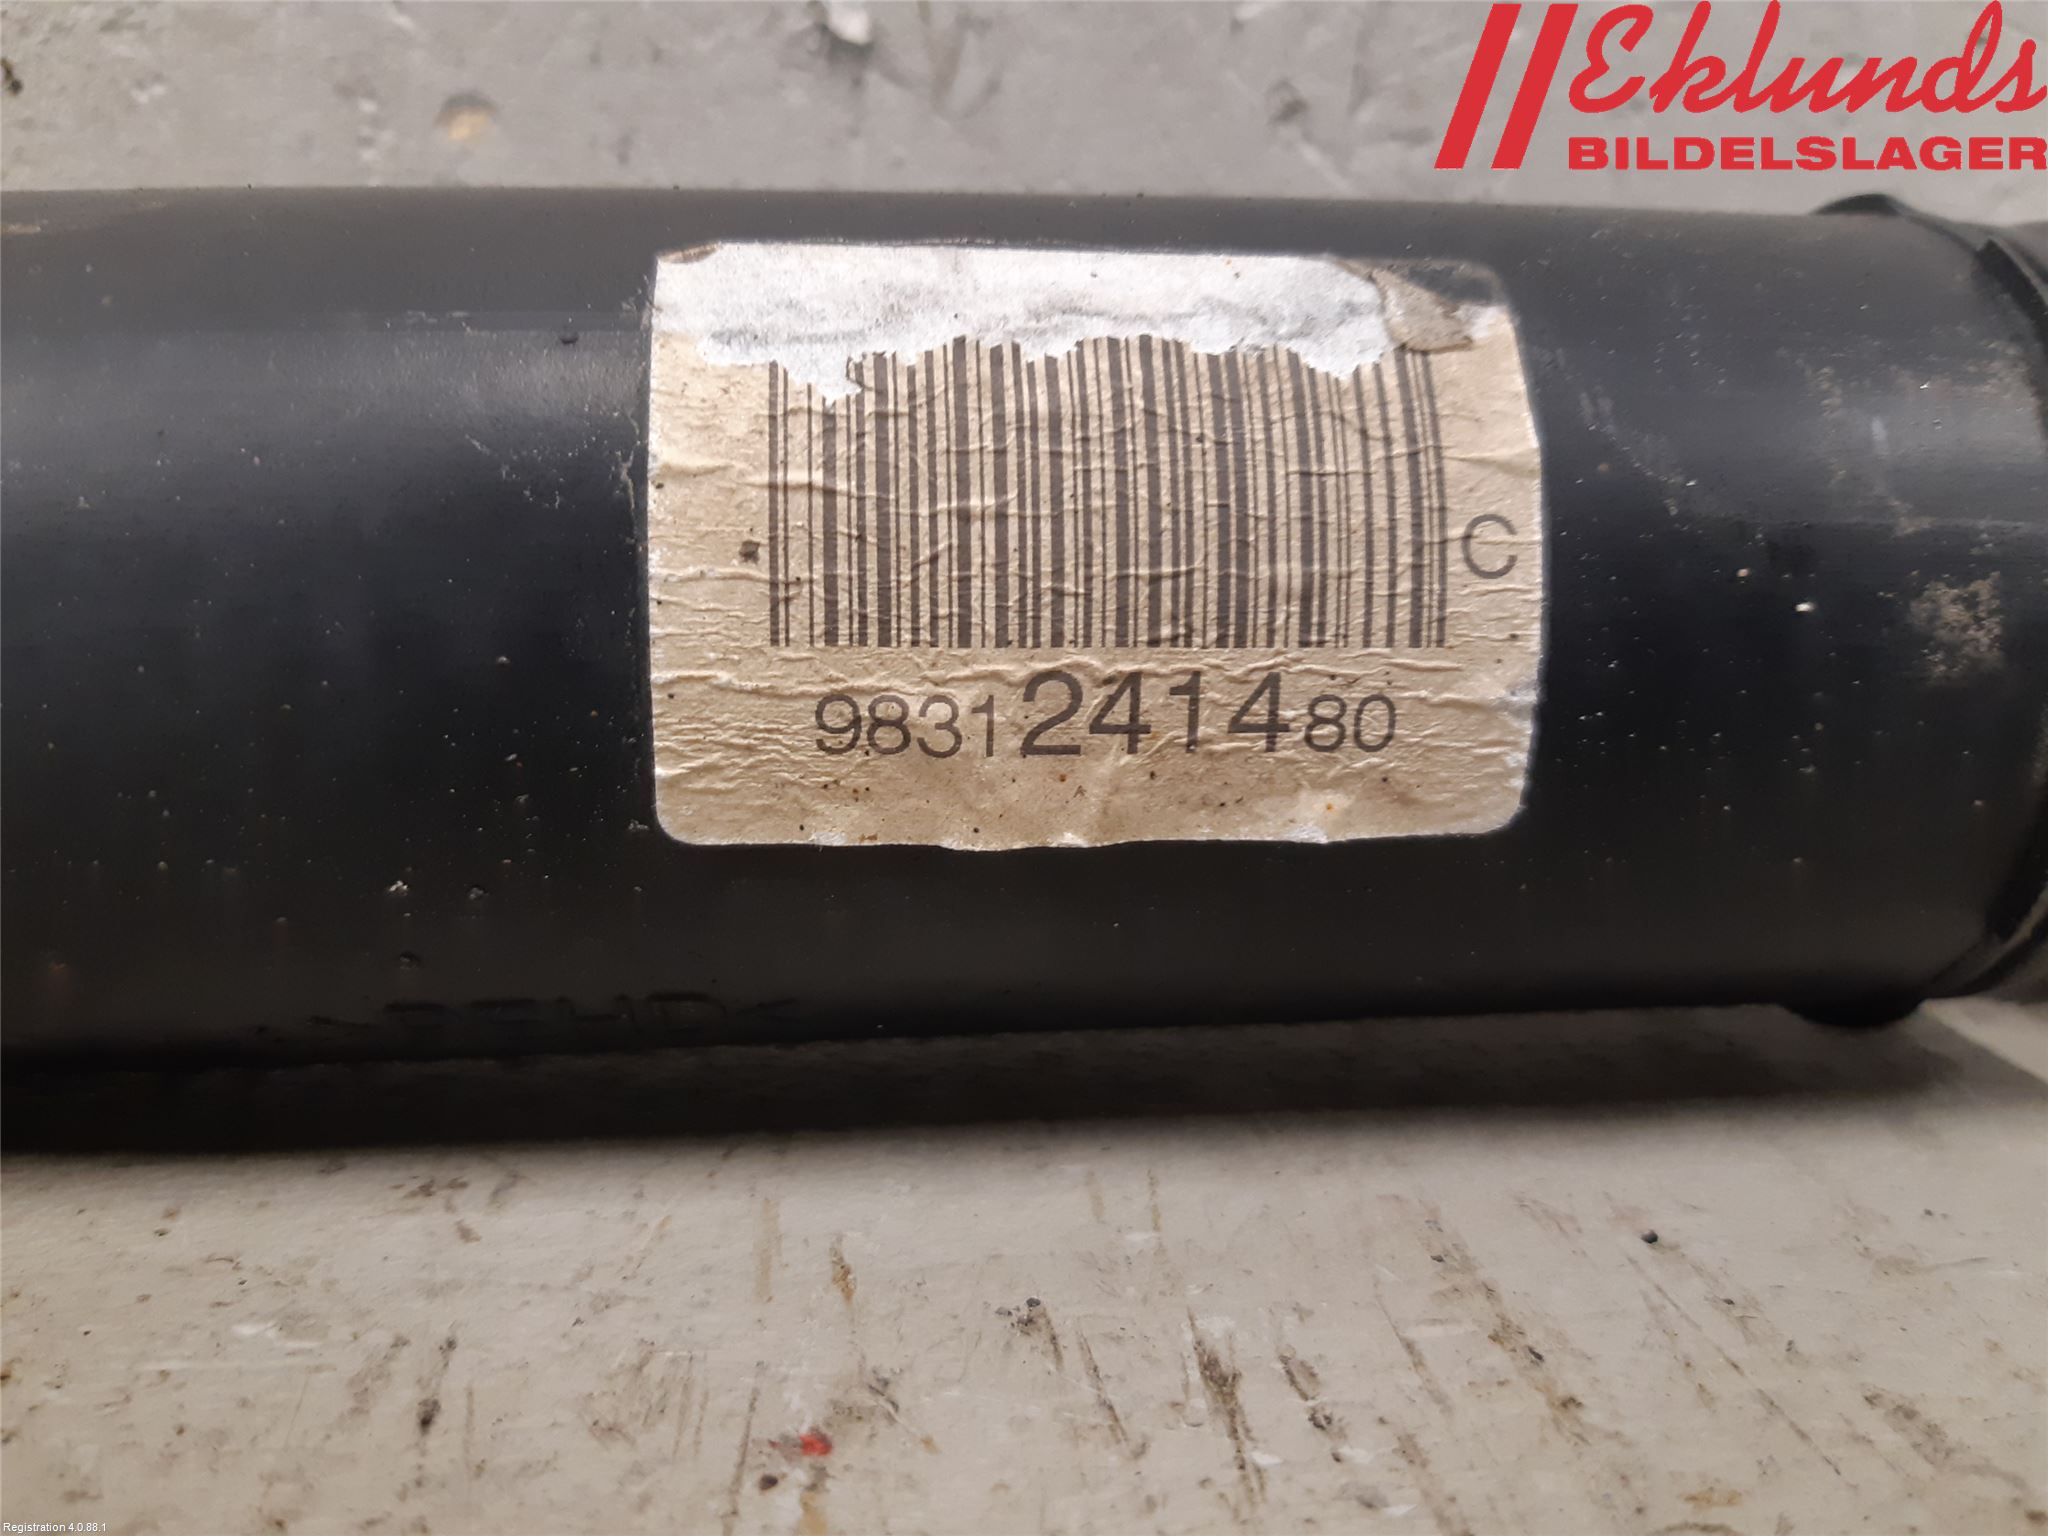 Eklunds
BILDELSLAGER
C
9831241480
Registration 4.0.88.1